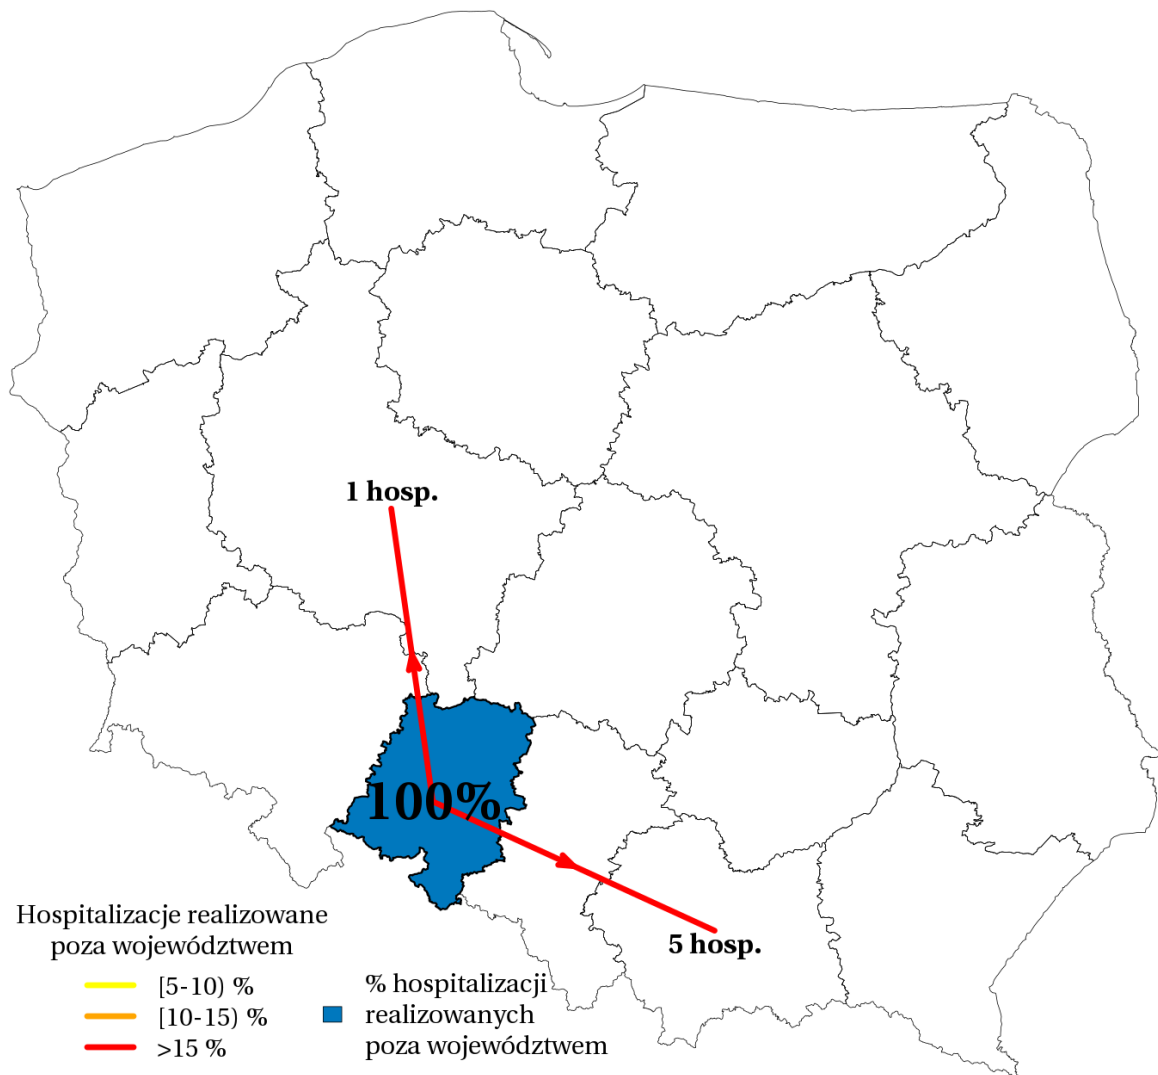 1 hosp.
100%
5 hosp.
Hospitalizacje realizowane
poza województwem
[5-10) %
[10-15) %
>15 %
% hospitalizacji
realizowanych
poza województwem